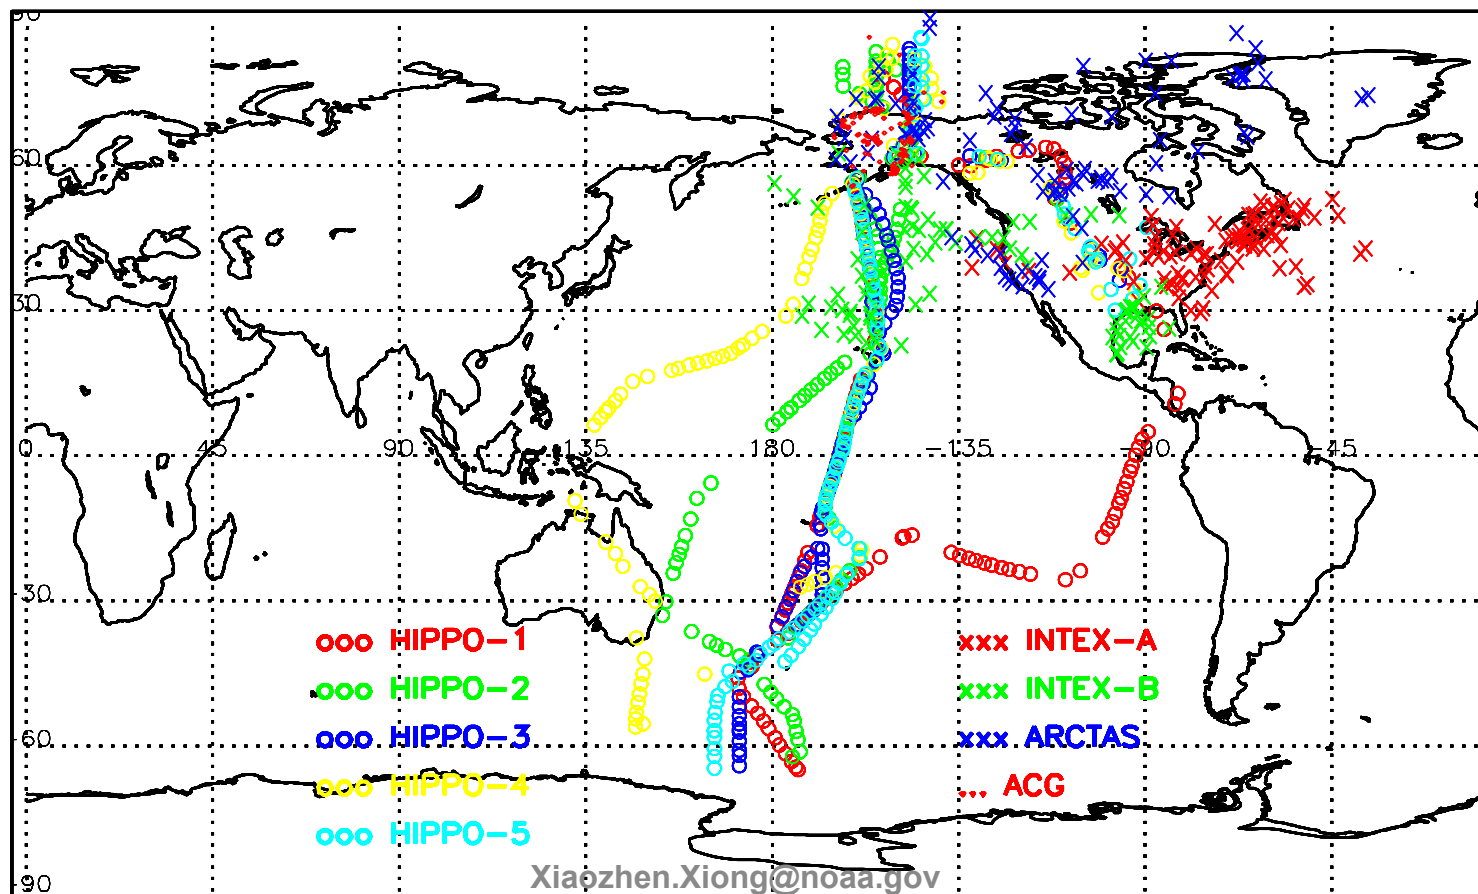 90
60
30
0 45 90 135 180 -135 -90 -45
-30
ooo HIPPO-1 xxx INTEX-A
ooo HIPPO-2 xxx INTEX-B
ooo HIPPO-3 xxx ARCTAS
-60
ooo HIPPO-4 ... ACG
ooo HIPPO-5
Xiaozhen.Xiong@noaa.gov
-90